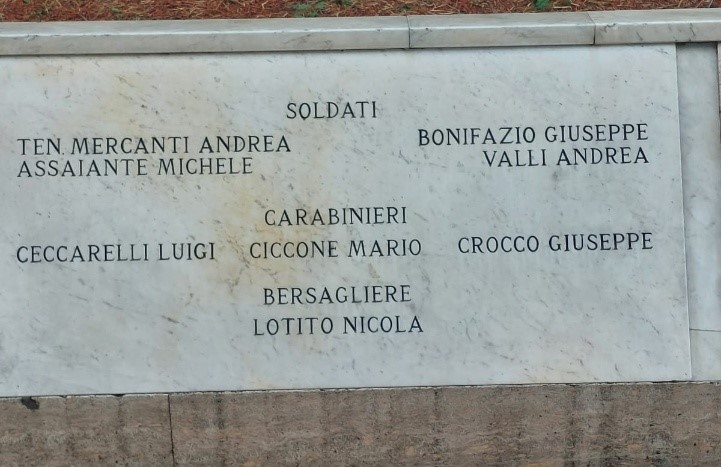 SOLDATI
TEN. MERCANTI ANDREA
BONIFAZIO GIUSEPPE
ASSAIANTE MICHELE
VALLI ANDREA
CARABINIERI
CECCARELLI LUIGI CICCONE MARIO CROCCO GIUSEPPE
BERSAGLIERE
LOTITO NICOLA